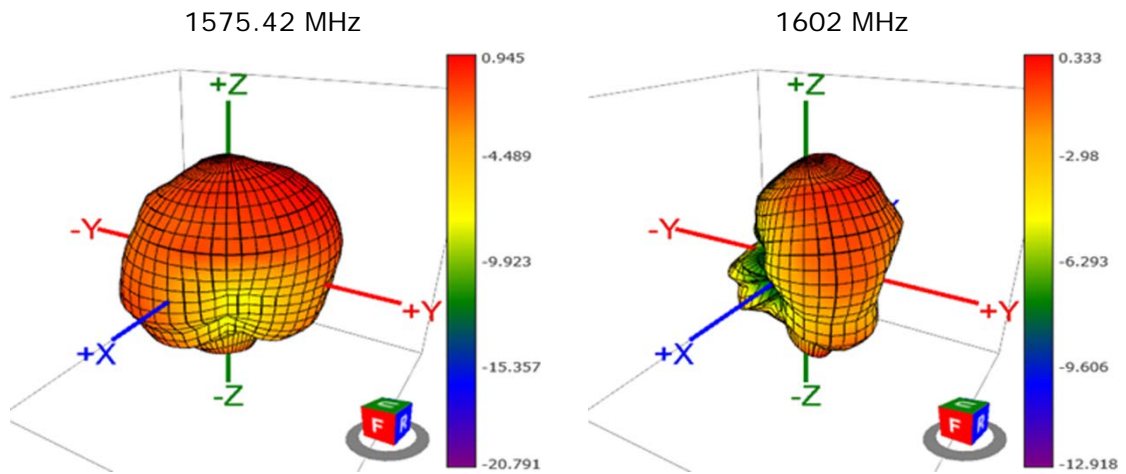 1575.42 MHz
0.945
-4.489
-9.923
-15.357
-20.791
+Z
-Y
+Y
+X
-Z
F
R
1602 MHz
0.333
-2.98
-6.293
-9.606
-12.918
+Z
-Y
+Y
+X
-Z
F
R